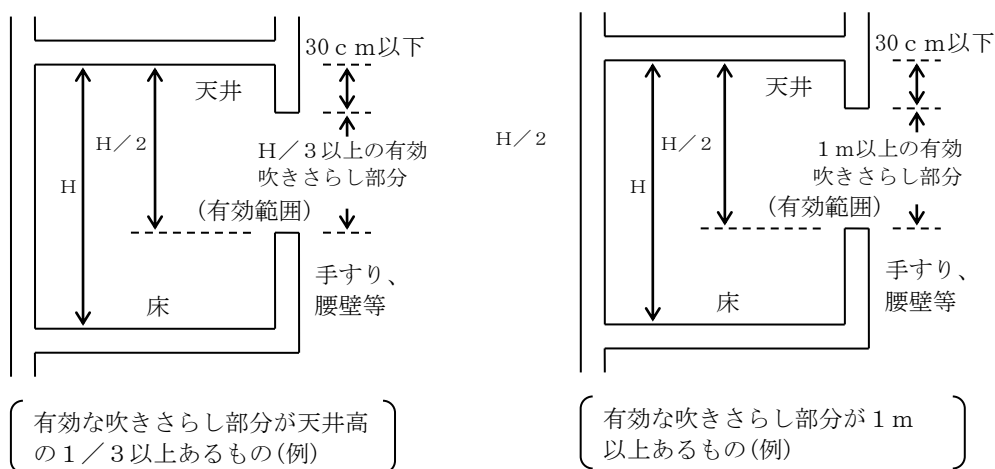 30ｃｍ以下
天井
Ｈ／２
Ｈ／３以上の有効
吹きさらし部分
Ｈ
(有効範囲)
手すり、
腰壁等
床
有効な吹きさらし部分が天井高
の１／３以上あるもの(例)
Ｈ／２
30ｃｍ以下
天井
Ｈ／２
１ｍ以上の有効
吹きさらし部分
Ｈ
(有効範囲)
手すり、
腰壁等
床
有効な吹きさらし部分が１ｍ
以上あるもの(例)